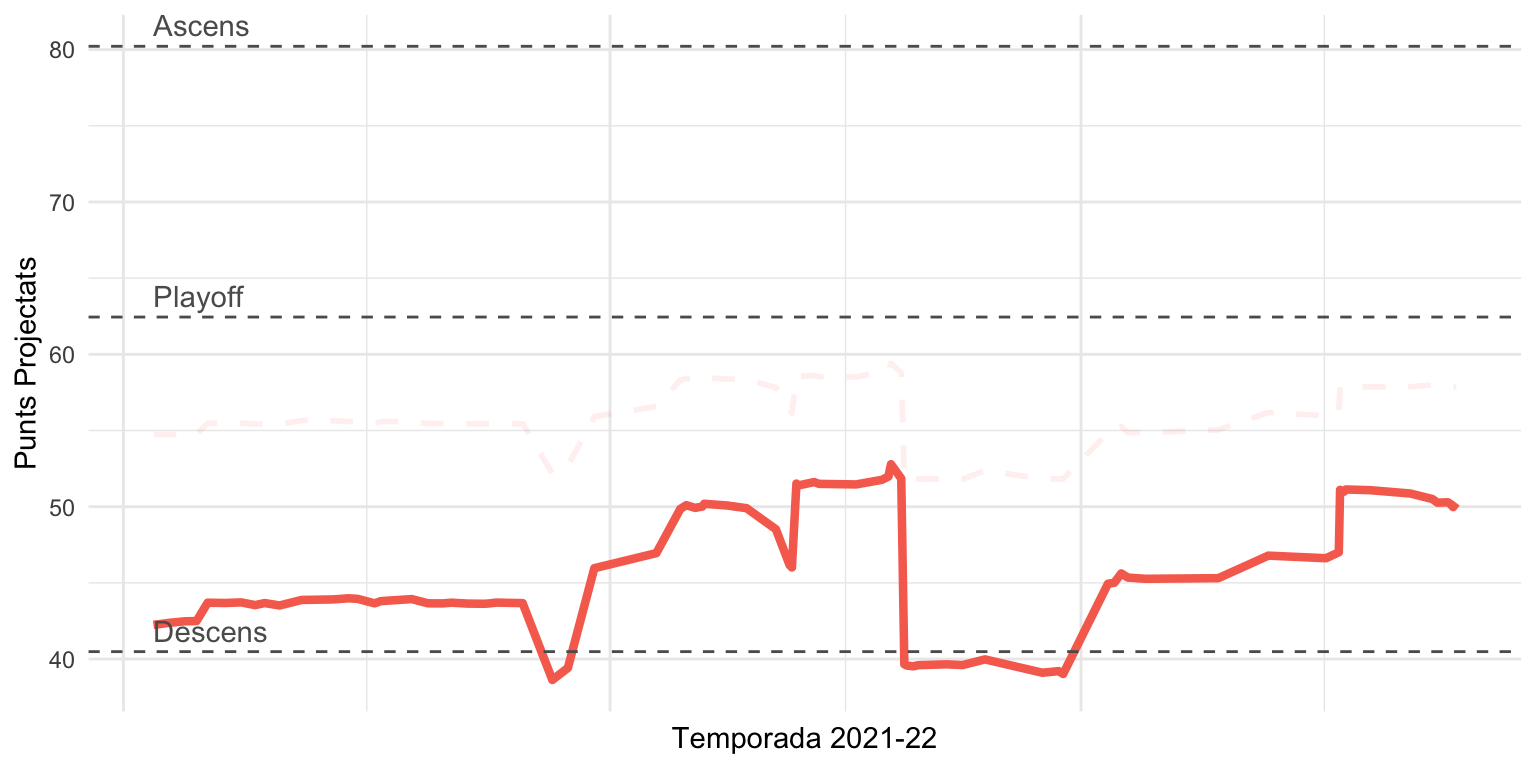 Ascens
80
70
Playoff
60
50
Descens
40
Punts Projectats
Temporada 2021-22